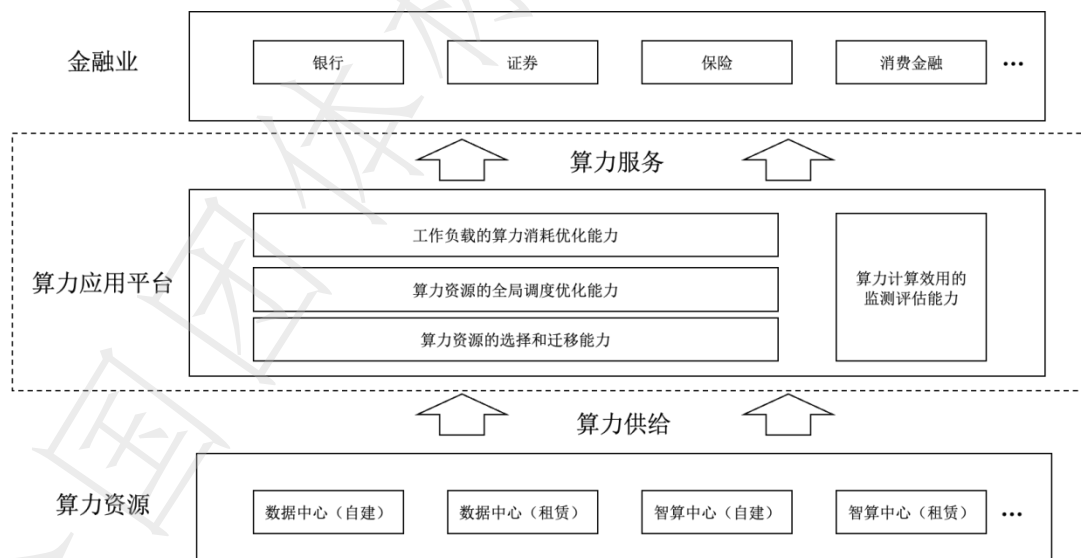 金融业
银行
证券
保险
消费金融
…
算力服务
算力应用平台
工作负载的算力消耗优化能力
算力资源的全局调度优化能力
算力资源的选择和迁移能力
算力计算效用的
监测评估能力
算力供给
算力资源
数据中心（自建）
数据中心（租赁）
智算中心（自建）
智算中心（租赁）
…
国团体